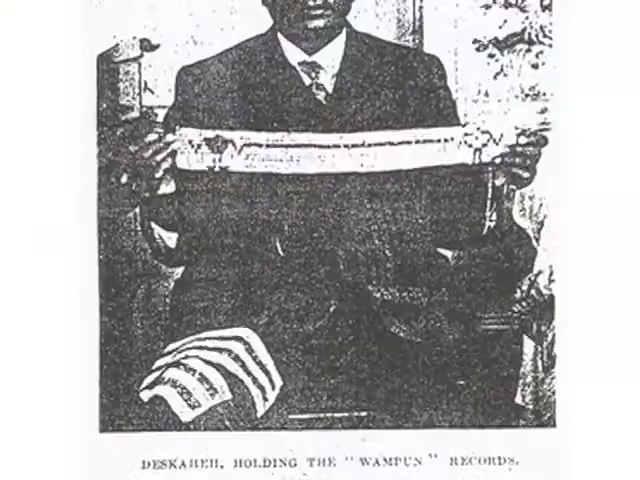 DESKAHEH, HOLDING THE "WAMPUN" RECORDS.